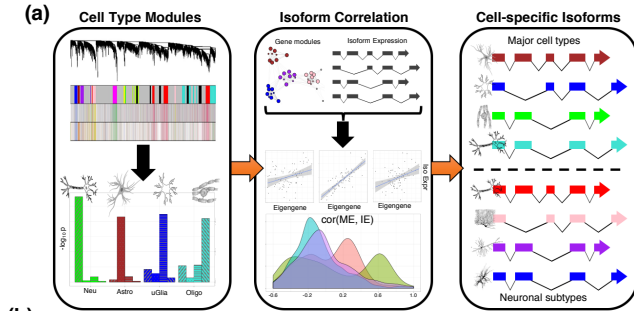 (a)
Cell Type Modules
Isoform Correlation
Cell-specific Isoforms
Gene modules
Isoform Expression
Major cell types
-log10 p
Neu
Astro
uGlia
Oligo
Iso Expr
Eigengene
Eigengene
Eigengene
cor(ME, IE)
-0.6
-0.2
0.2
0.6
1.0
Neuronal subtypes
(b)